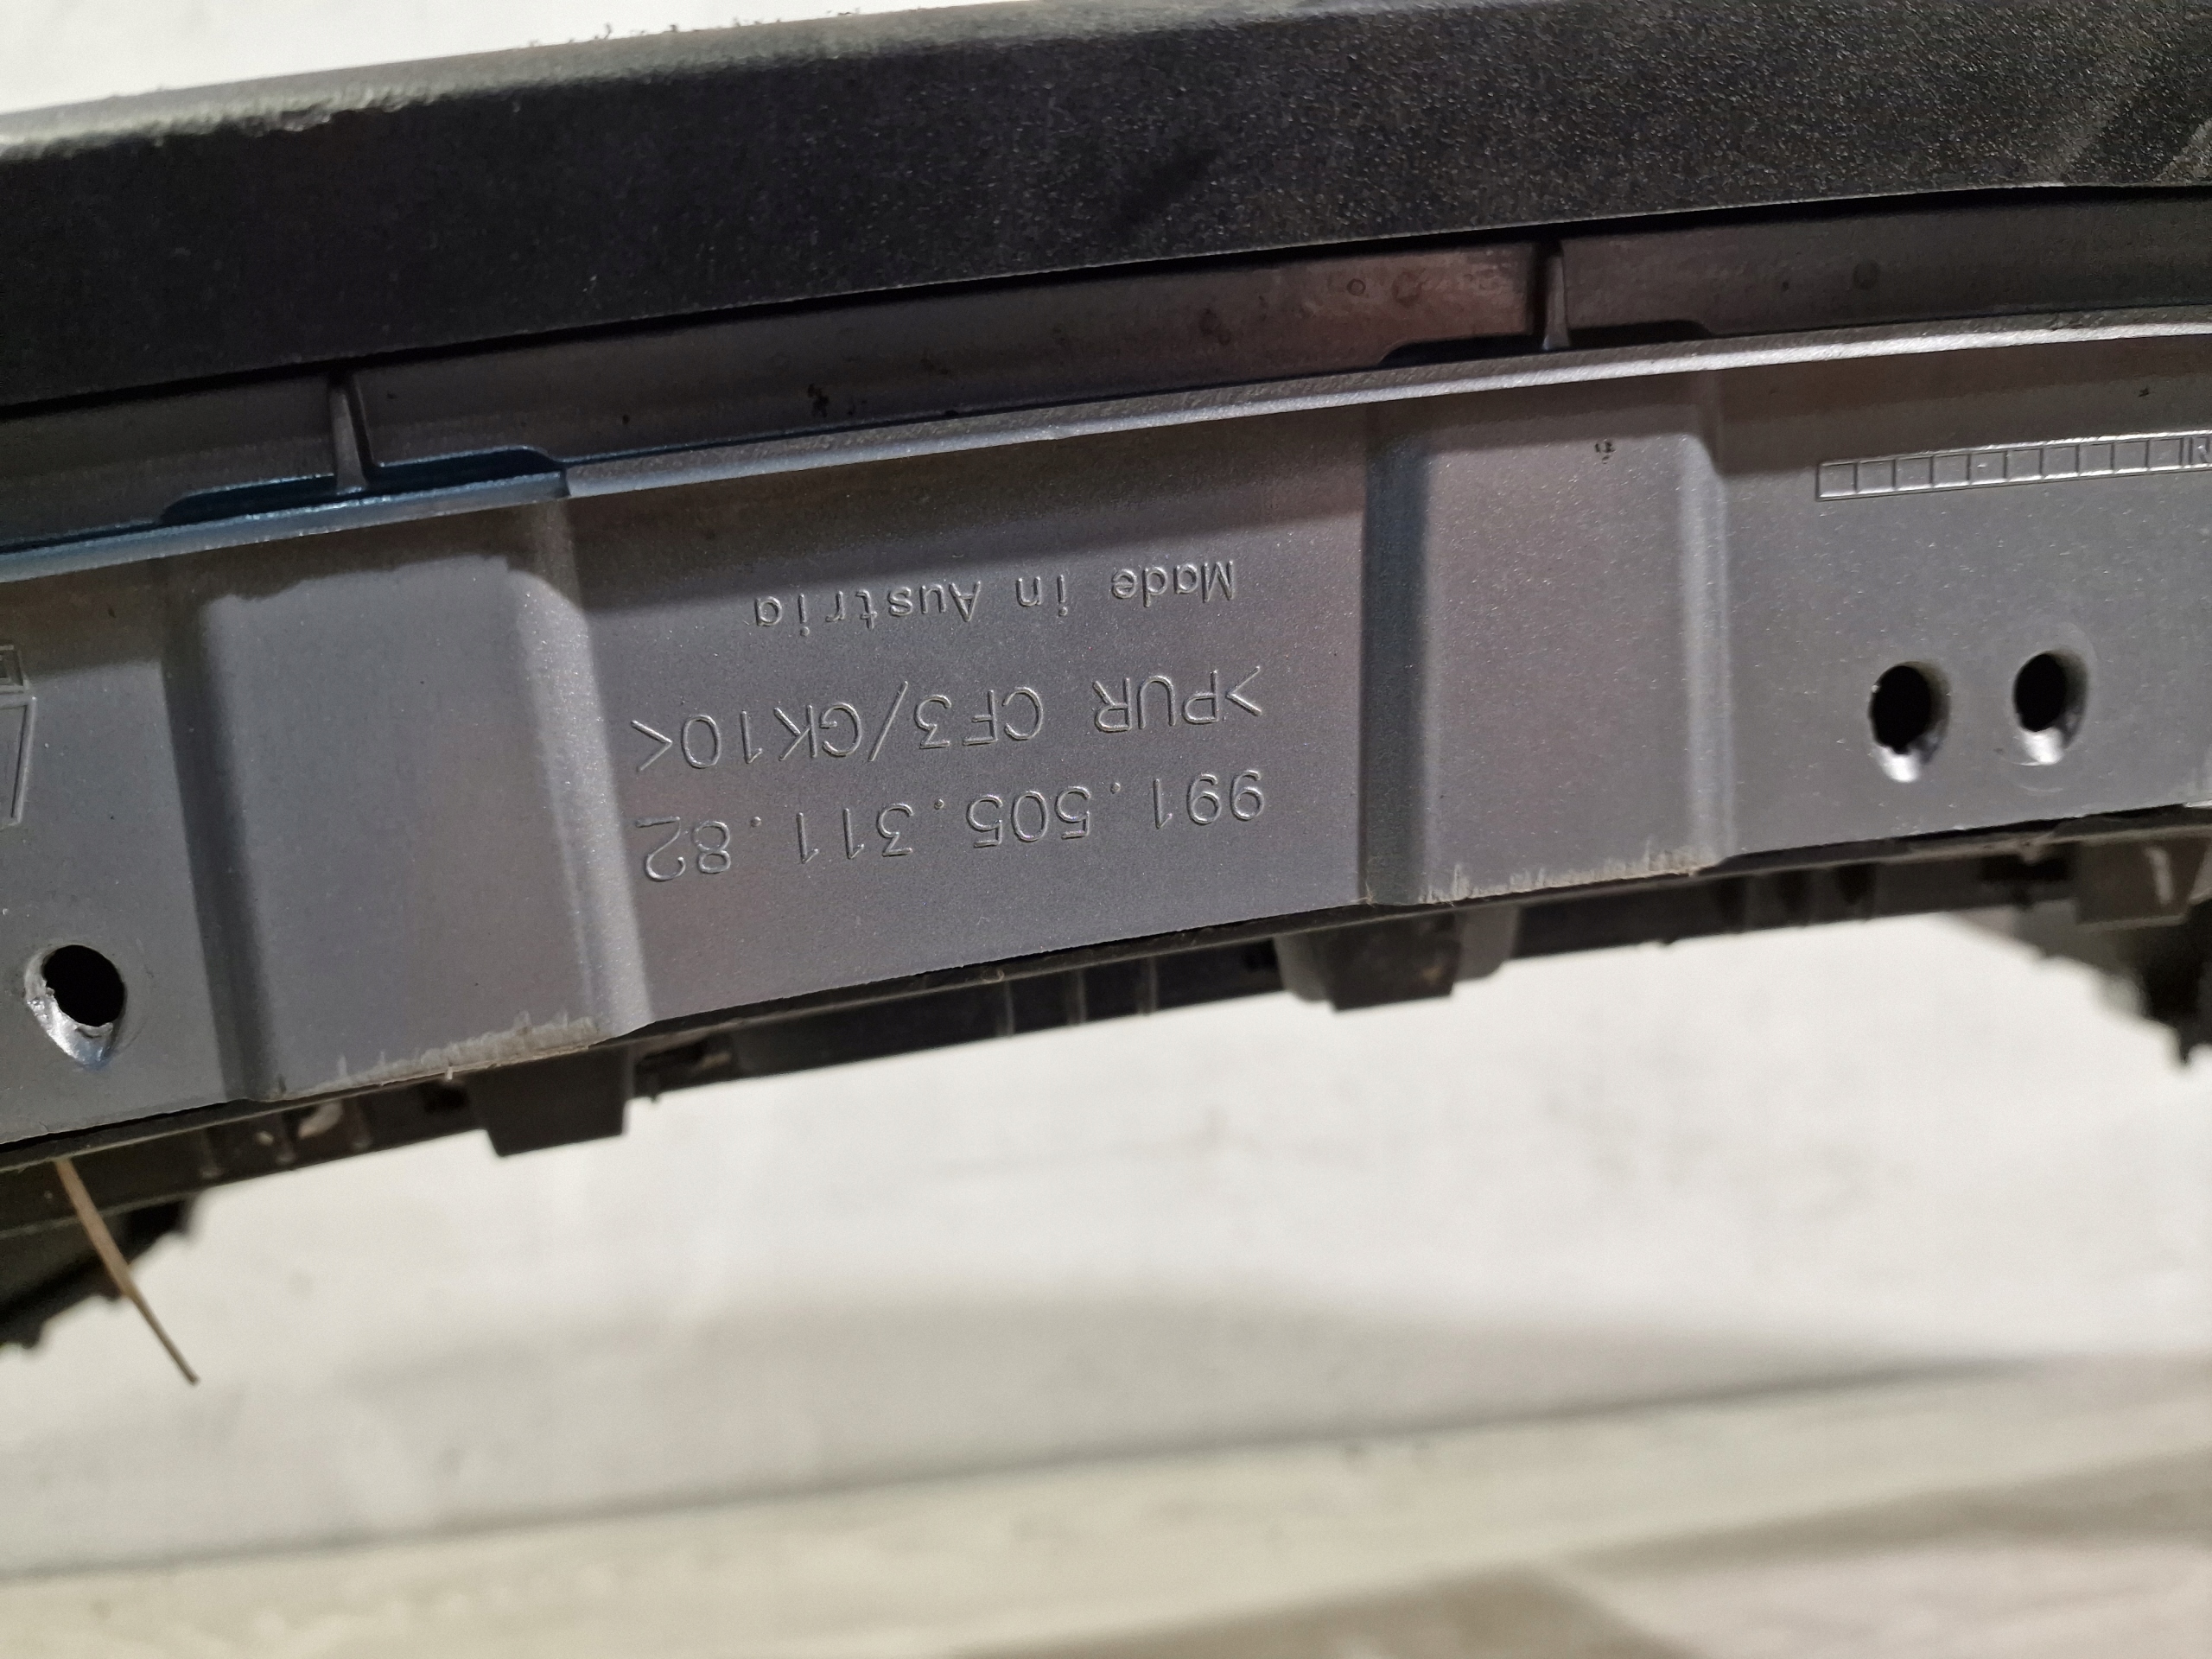 991.505.311.82
>PUR CF3/GK10<
Made in Austria